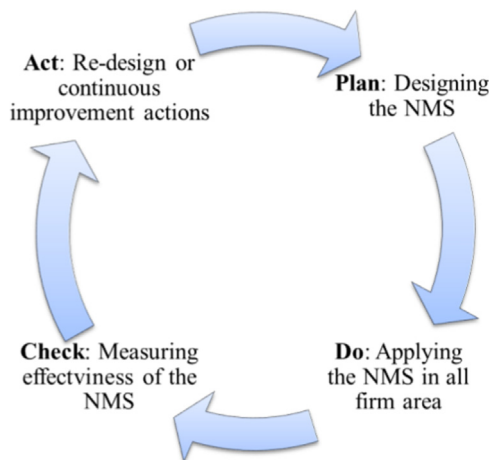 Act: Re-design or
continuous
improvement actions
Plan: Designing
the NMS
Do: Applying
the NMS in all
firm area
Check: Measuring
effectviness of the
NMS